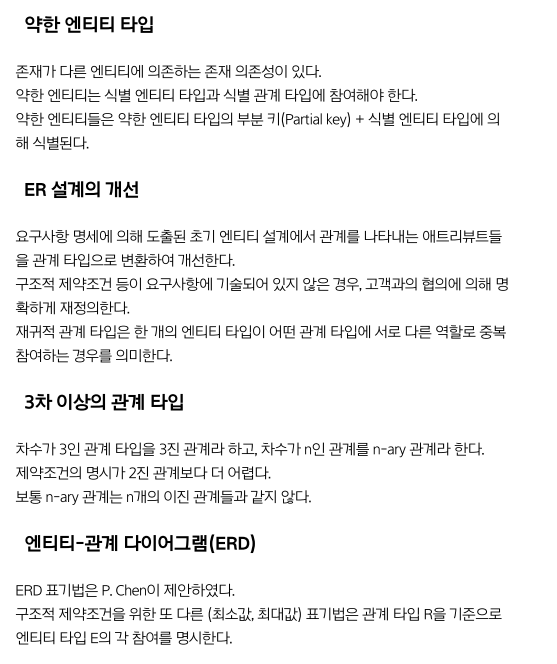 약한 엔티티 타입
존재가 다른 엔티티에 의존하는 존재 의존성이 있다.
약한 엔티티는 식별 엔티티 타입과 식별 관계 타입에 참여해야 한다.
약한 엔티티들은 약한 엔티티 타입의 부분 키(Partial key) + 식별 엔티티 타입에 의
해 식별된다.
ER 설계의 개선
요구사항 명세에 의해 도출된 초기 엔티티 설계에서 관계를 나타내는 애트리뷰트들
을 관계 타입으로 변환하여 개선한다.
구조적 제약조건 등이 요구사항에 기술되어 있지 않은 경우, 고객과의 협의에 의해 명
확하게 재정의한다.
재귀적 관계 타입은 한 개의 엔티티 타입이 어떤 관계 타입에 서로 다른 역할로 중복
참여하는 경우를 의미한다.
3차 이상의 관계 타입
차수가 3인 관계 타입을 3진 관계라 하고, 차수가 n인 관계를 n-ary 관계라 한다.
제약조건의 명시가 2진 관계보다 더 어렵다.
보통 n-ary 관계는 n개의 이진 관계들과 같지 않다.
엔티티-관계 다이어그램(ERD)
ERD 표기법은 P. Chen이 제안하였다.
구조적 제약조건을 위한 또 다른 (최소값, 최대값) 표기법은 관계 타입 R을 기준으로
엔티티 타입 E의 각 참여를 명시한다.